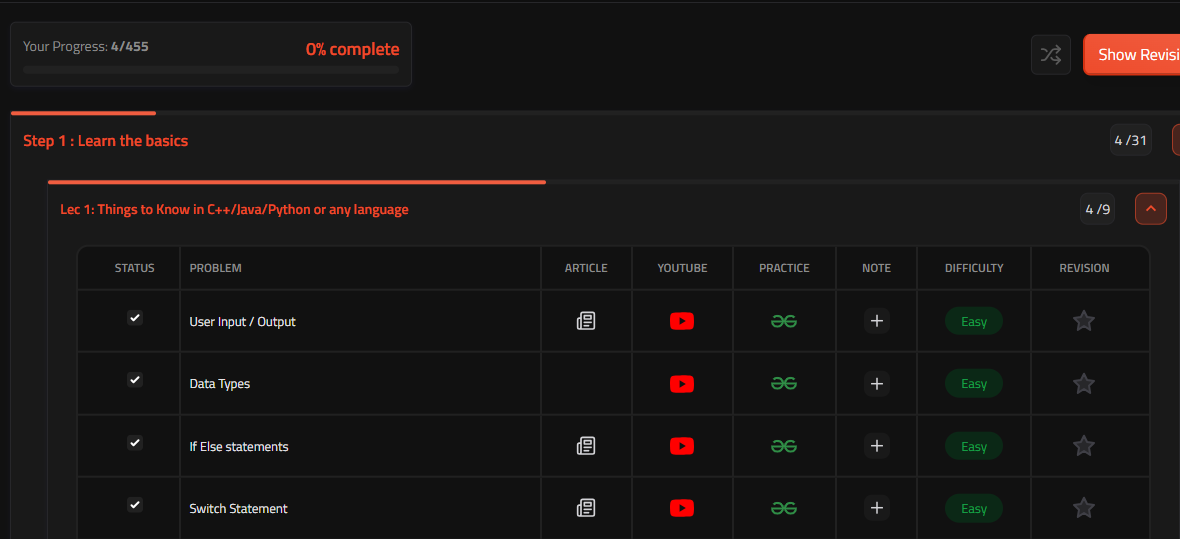 Your Progress: 4/455
0% complete
Show Revisi
Step 1 : Learn the basics
4 /31
Lec 1: Things to Know in C++/Java/Python or any language
4 /9
STATUS PROBLEM ARTICLE YOUTUBE PRACTICE NOTE DIFFICULTY REVISION
User Input / Output Easy
Data Types Easy
If Else statements Easy
Switch Statement Easy